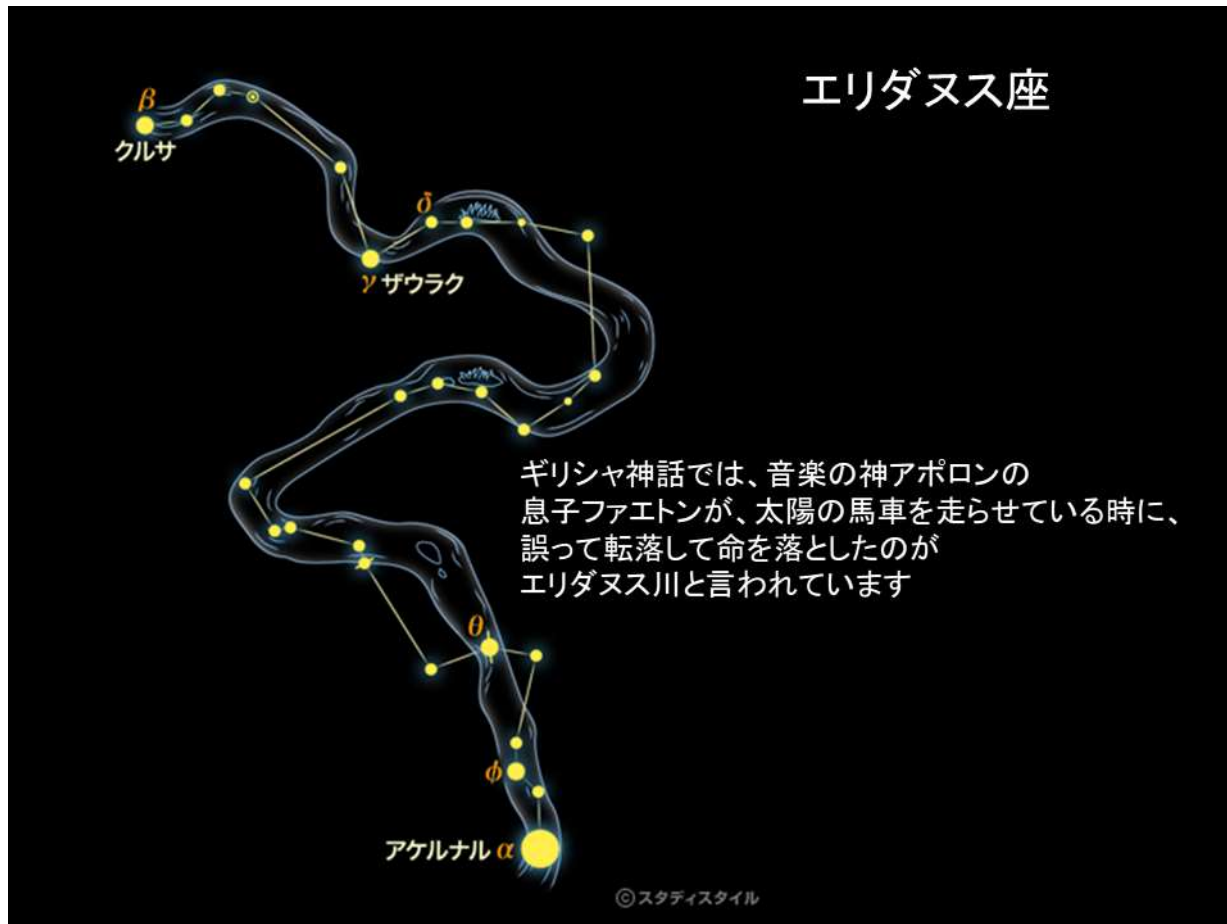 エリダヌス座
β
クルサ
δ
γ ザウラク
ギリシャ神話では、音楽の神アポロンの
息子ファエトンが、太陽の馬車を走らせている時に、
誤って転落して命を落としたのが
エリダヌス川と言われています
θ
ϕ
アケルナル α
©スタディスタイル